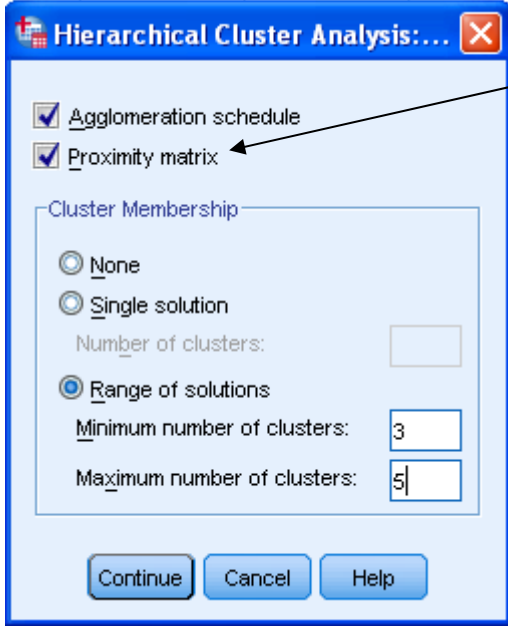 Hierarchical Cluster Analysis:...
Agglomeration schedule
Proximity matrix
Cluster Membership
None
Single solution
Number of clusters:
Range of solutions
Minimum number of clusters: 3
Maximum number of clusters: 5
Continue Cancel Help